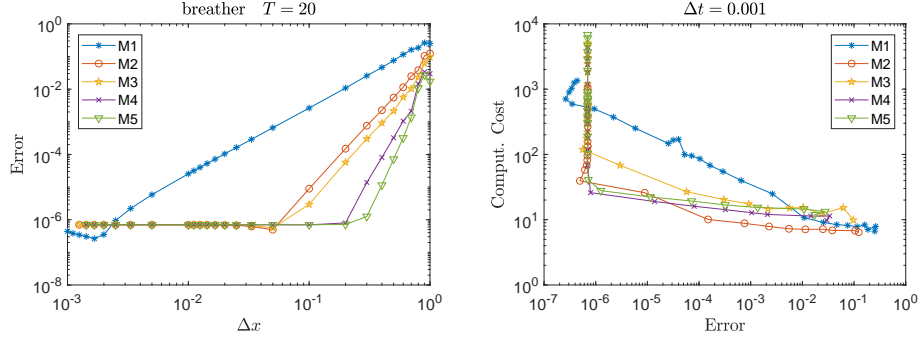 breather T = 20
10^0
10^-2
10^-4
10^-6
10^-8
Error
10^-3
10^-2
10^-1
10^0
Δx
M1
M2
M3
M4
M5
Δt = 0.001
10^4
10^3
10^2
10^1
10^0
Comput. Cost
10^-7
10^-6
10^-5
10^-4
10^-3
10^-2
10^-1
10^0
Error
M1
M2
M3
M4
M5